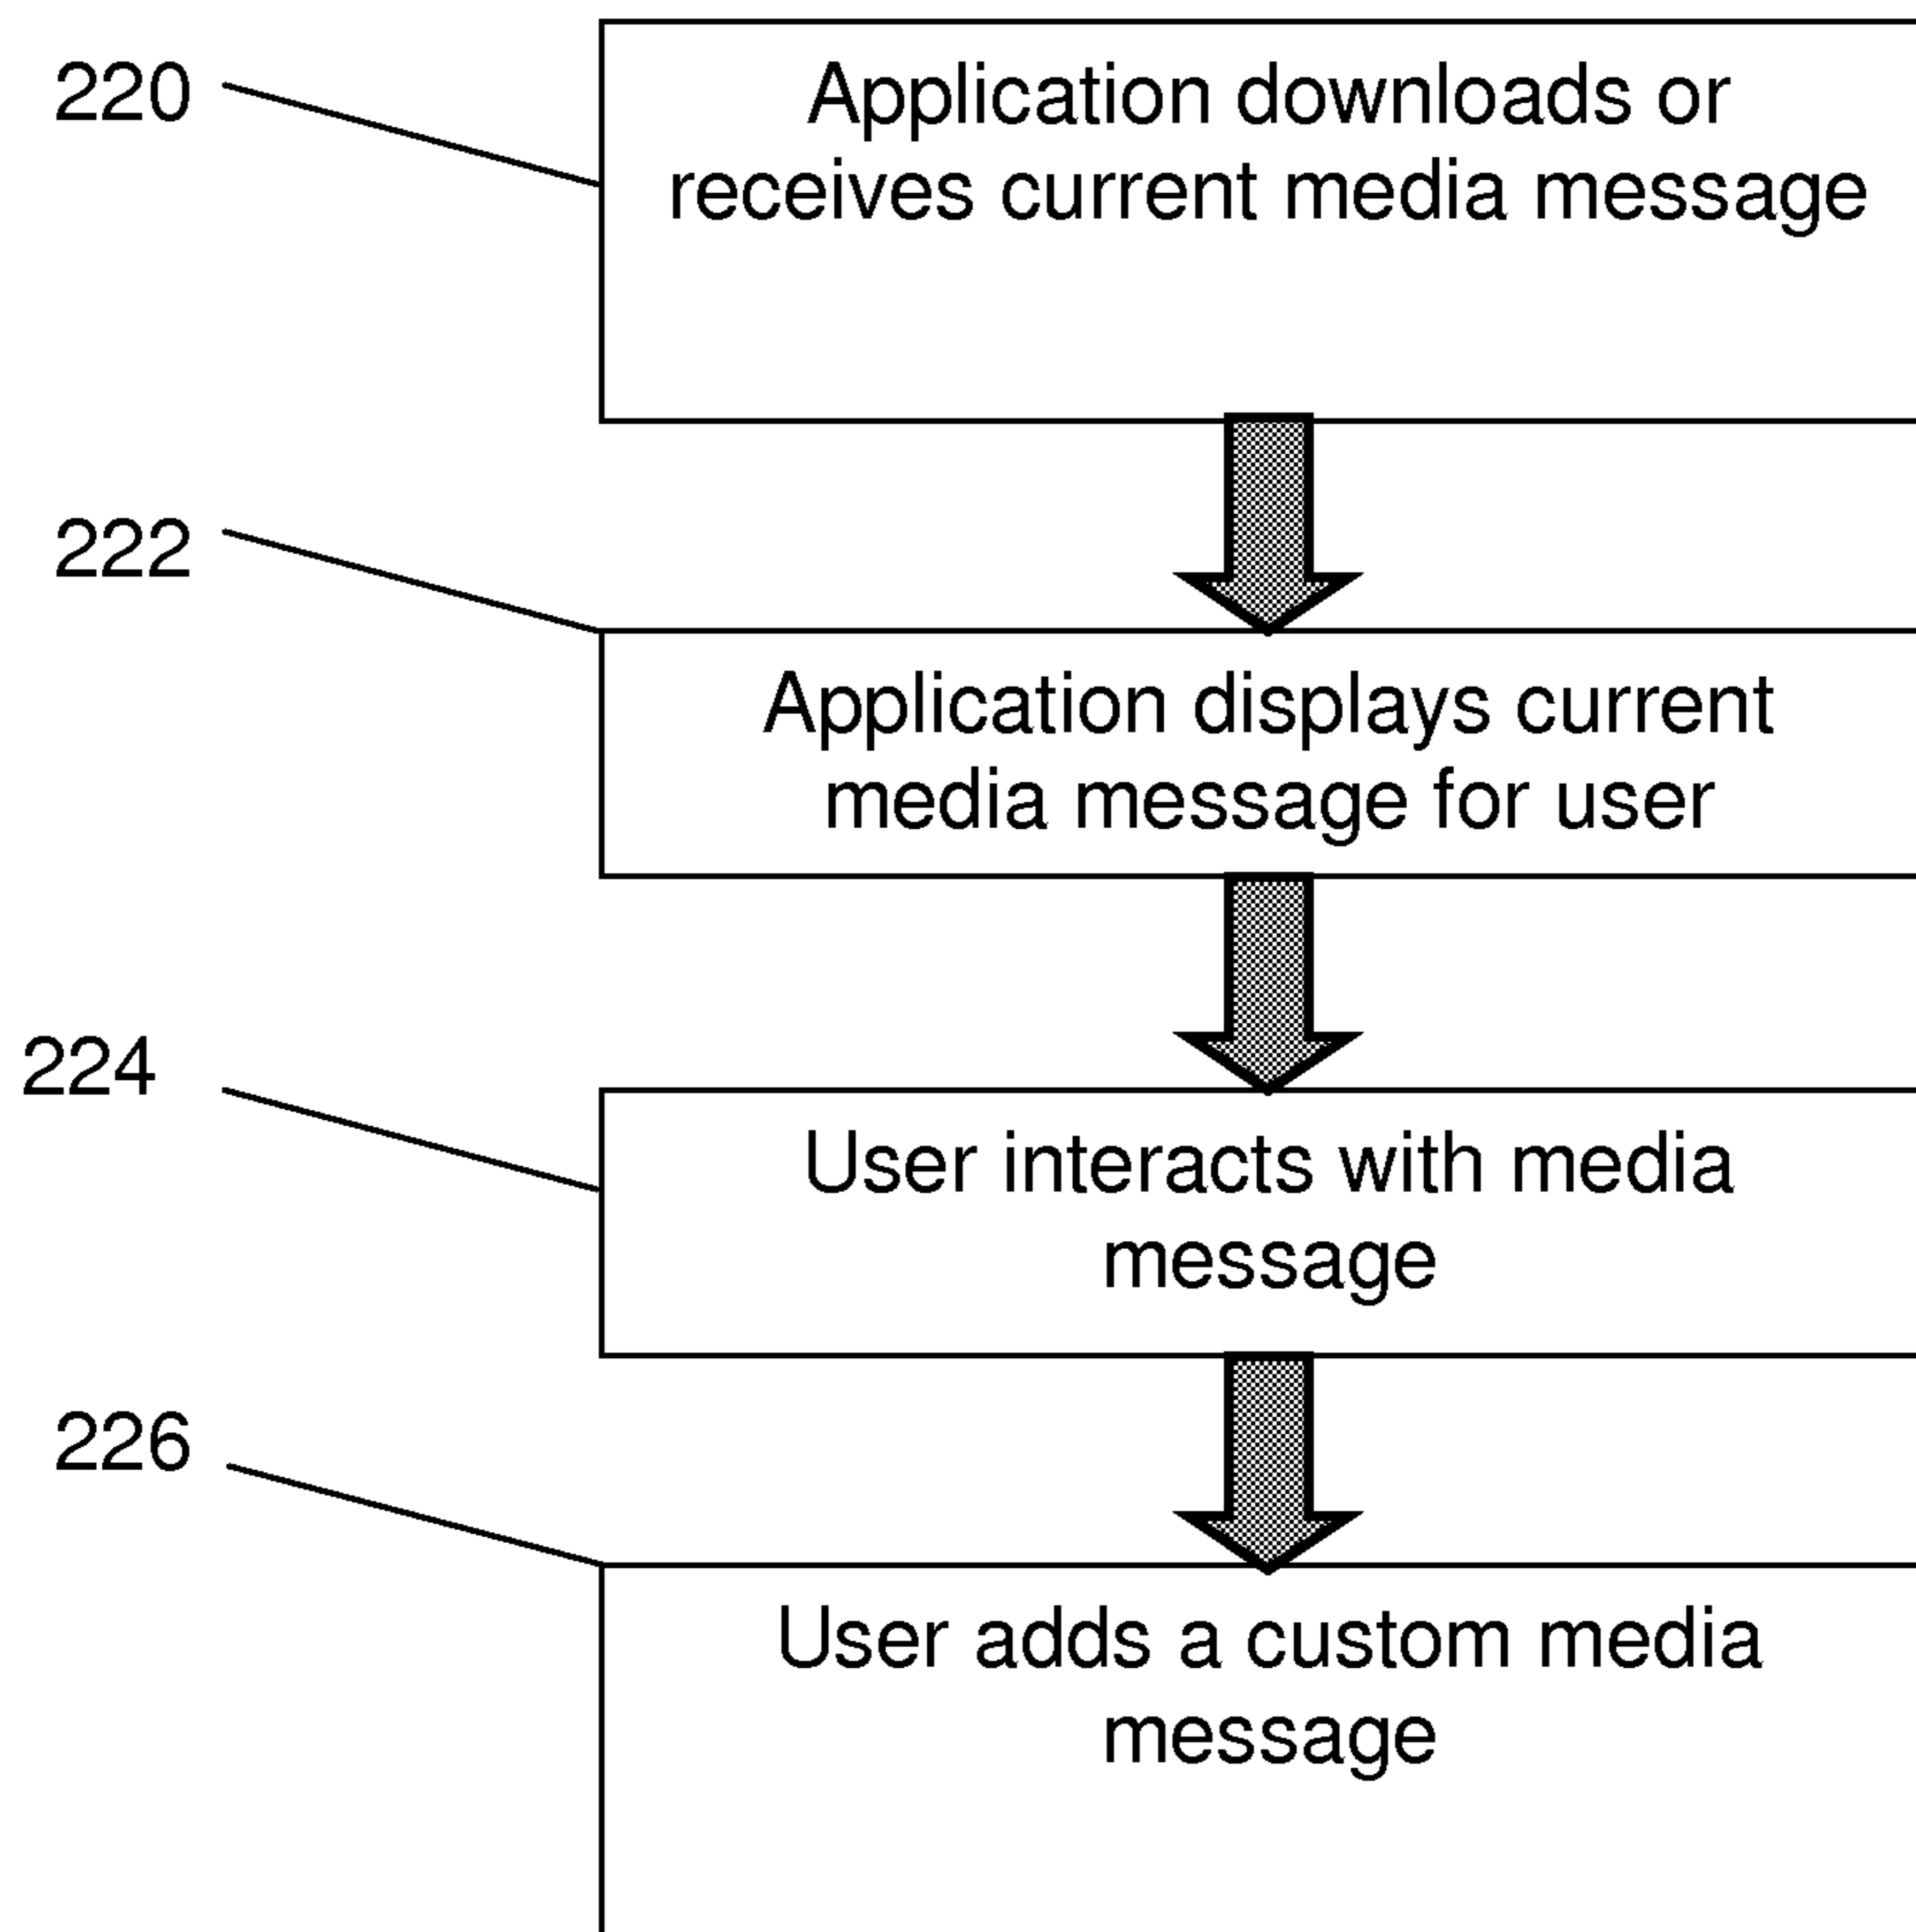 220
Application downloads or
receives current media message
222
Application displays current
media message for user
224
User interacts with media
message
226
User adds a custom media
message